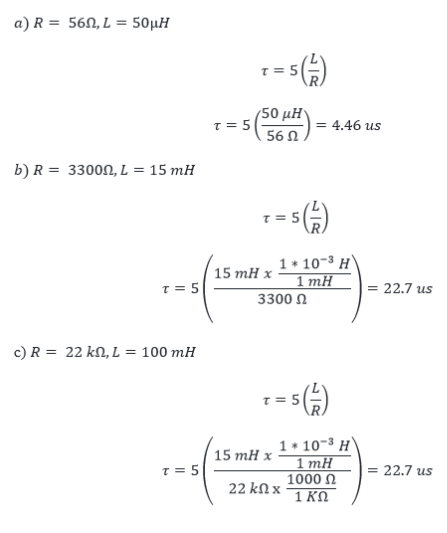 a) R = 56Ω, L = 50μH
τ = 5(L/R)
τ = 5(50 μH/56 Ω) = 4.46 us
b) R = 3300Ω, L = 15 mH
τ = 5(L/R)
τ = 5((15 mH x (1 * 10⁻³ H/1 mH))/3300 Ω) = 22.7 us
c) R = 22 kΩ, L = 100 mH
τ = 5(L/R)
τ = 5((15 mH x (1 * 10⁻³ H/1 mH))/(22 kΩ x (1000 Ω/1 KΩ))) = 22.7 us